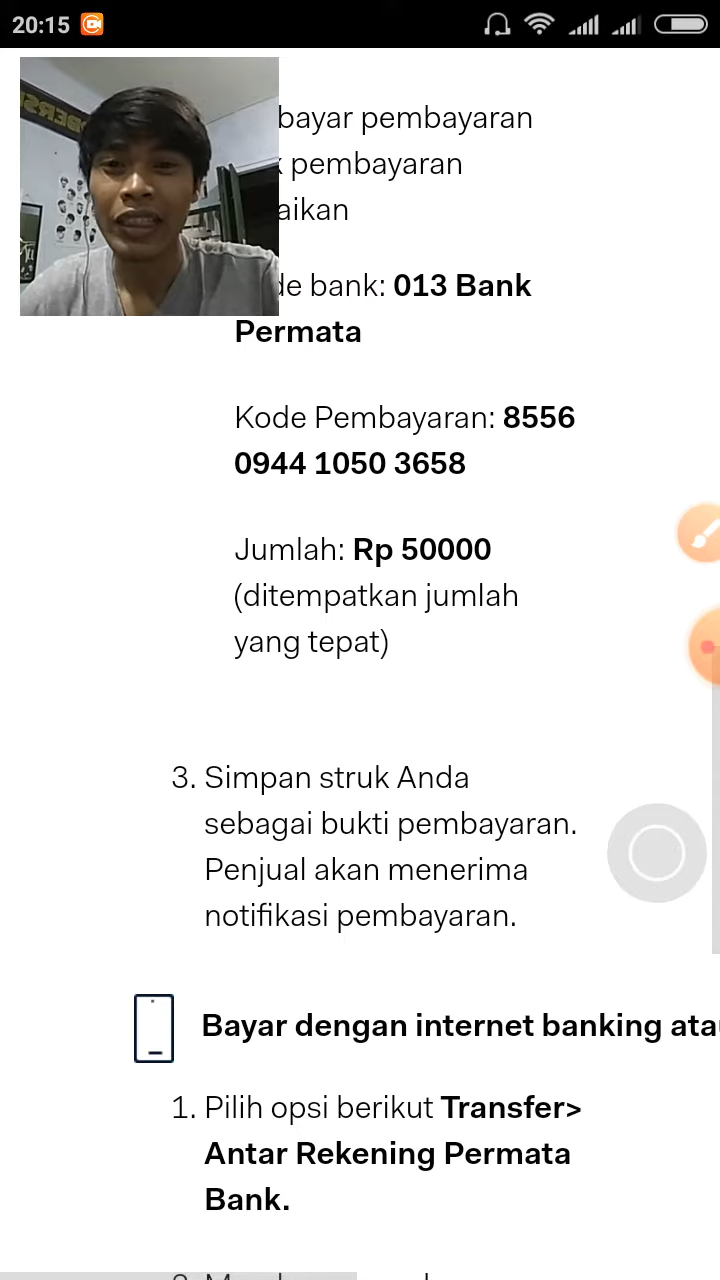 20:15
bayar pembayaran
pembayaran
aikan
de bank: 013 Bank
Permata
Kode Pembayaran: 8556
0944 1050 3658
Jumlah: Rp 50000
(ditempatkan jumlah
yang tepat)
3. Simpan struk Anda
sebagai bukti pembayaran.
Penjual akan menerima
notifikasi pembayaran.
Bayar dengan internet banking ata
1. Pilih opsi berikut Transfer>
Antar Rekening Permata
Bank.